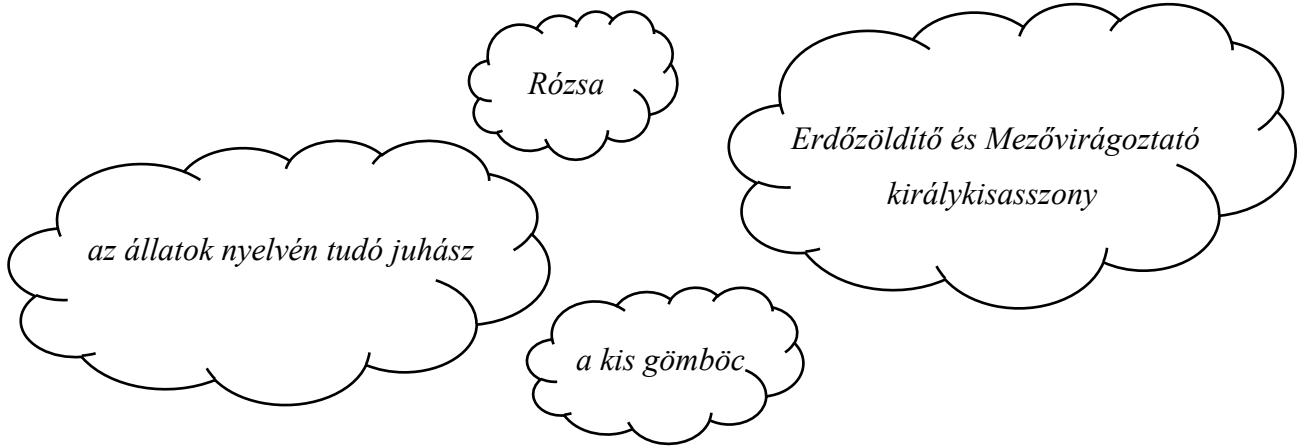 Rózsa
Erdőzöldítő és Mezővirágoztató
királykisasszony
az állatok nyelvén tudó juhász
a kis gömböc